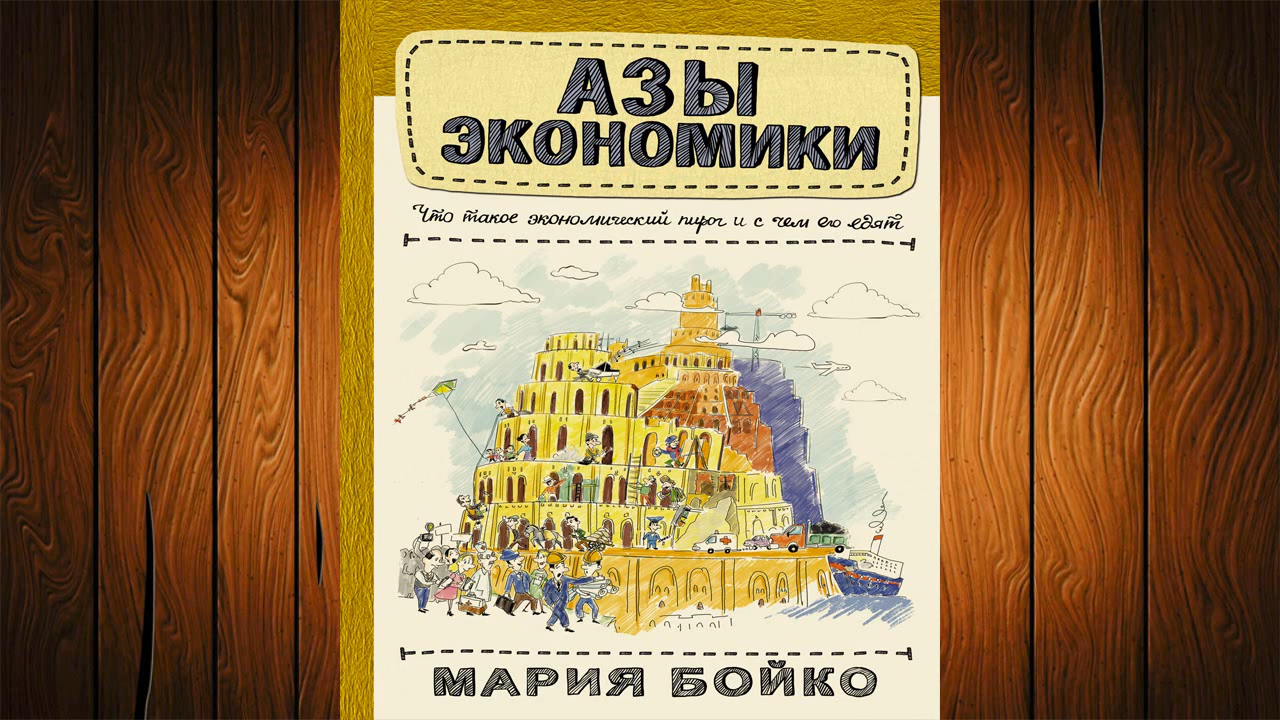 АЗЫ
ЭКОНОМИКИ
Что такое экономический пирог и с чем его едят
МАРИЯ БОЙКО